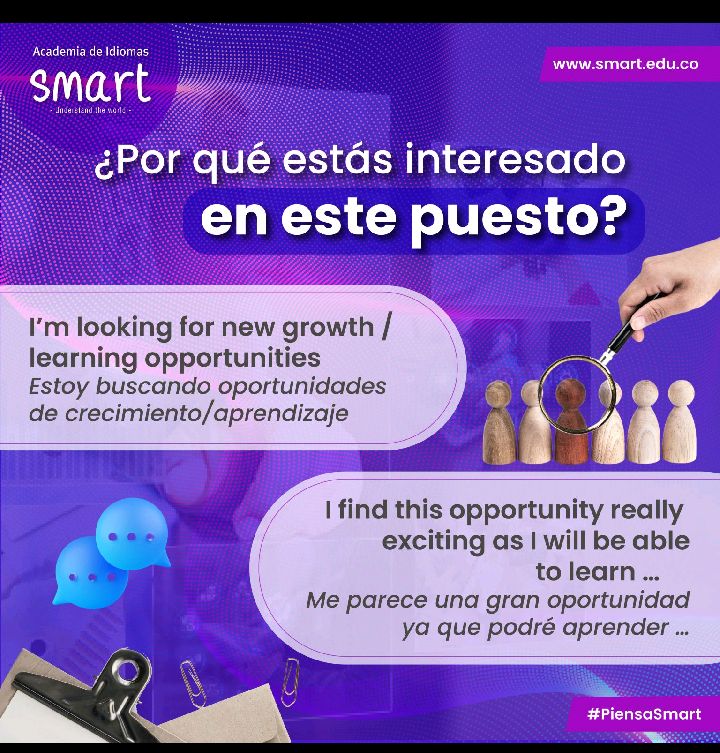 Academia de Idiomas
smart
- Understand the world -
www.smart.edu.co
¿Por qué estás interesado
en este puesto?
I'm looking for new growth /
learning opportunities
Estoy buscando oportunidades
de crecimiento/aprendizaje
I find this opportunity really
exciting as I will be able
to learn ...
Me parece una gran oportunidad
ya que podré aprender ...
#PiensaSmart